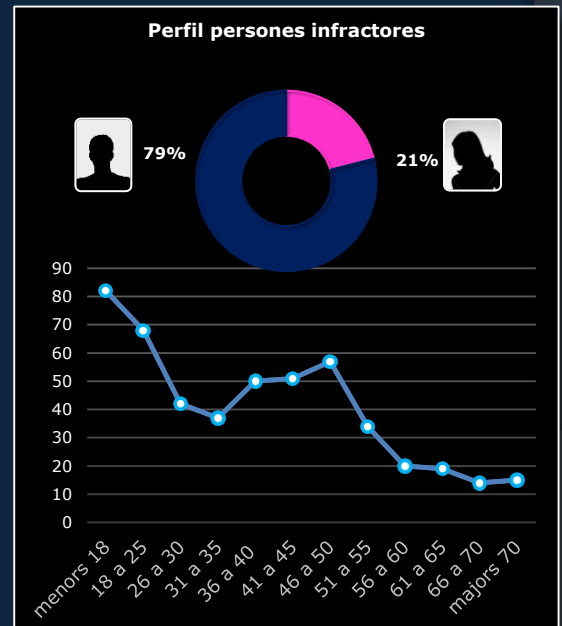 Perfil persones infractores
79%
21%
90
80
70
60
50
40
30
20
10
0
menors 18
18 a 25
26 a 30
31 a 35
36 a 40
41 a 45
46 a 50
51 a 55
56 a 60
61 a 65
66 a 70
majors 70